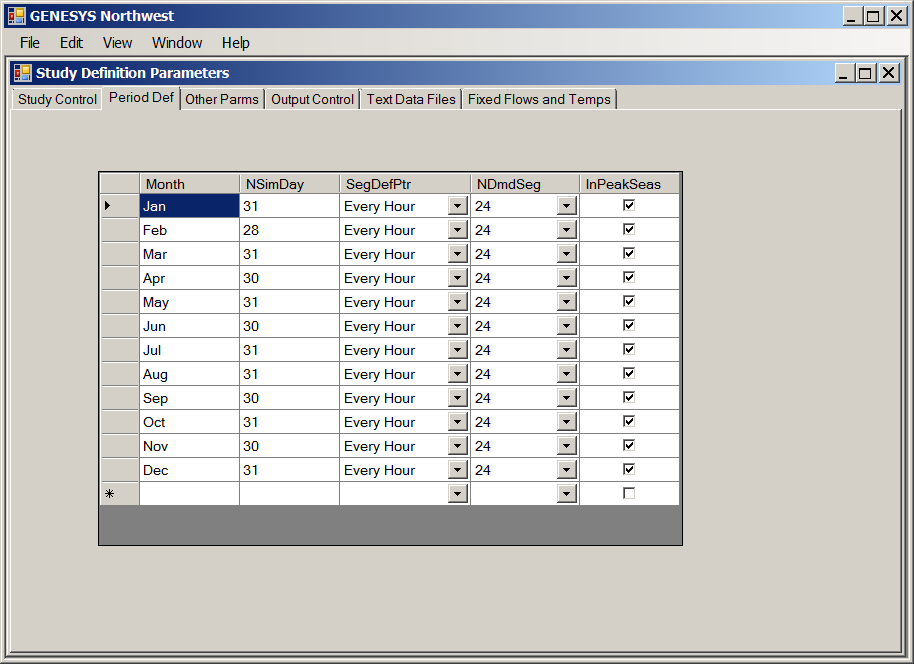 GENESYS Northwest
File Edit View Window Help
Study Definition Parameters
Study Control Period Def Other Parms Output Control Text Data Files Fixed Flows and Temps
Month NSimDay SegDefPtr NDmdSeg InPeakSeas
Jan 31 Every Hour 24
Feb 28 Every Hour 24
Mar 31 Every Hour 24
Apr 30 Every Hour 24
May 31 Every Hour 24
Jun 30 Every Hour 24
Jul 31 Every Hour 24
Aug 31 Every Hour 24
Sep 30 Every Hour 24
Oct 31 Every Hour 24
Nov 30 Every Hour 24
Dec 31 Every Hour 24
*